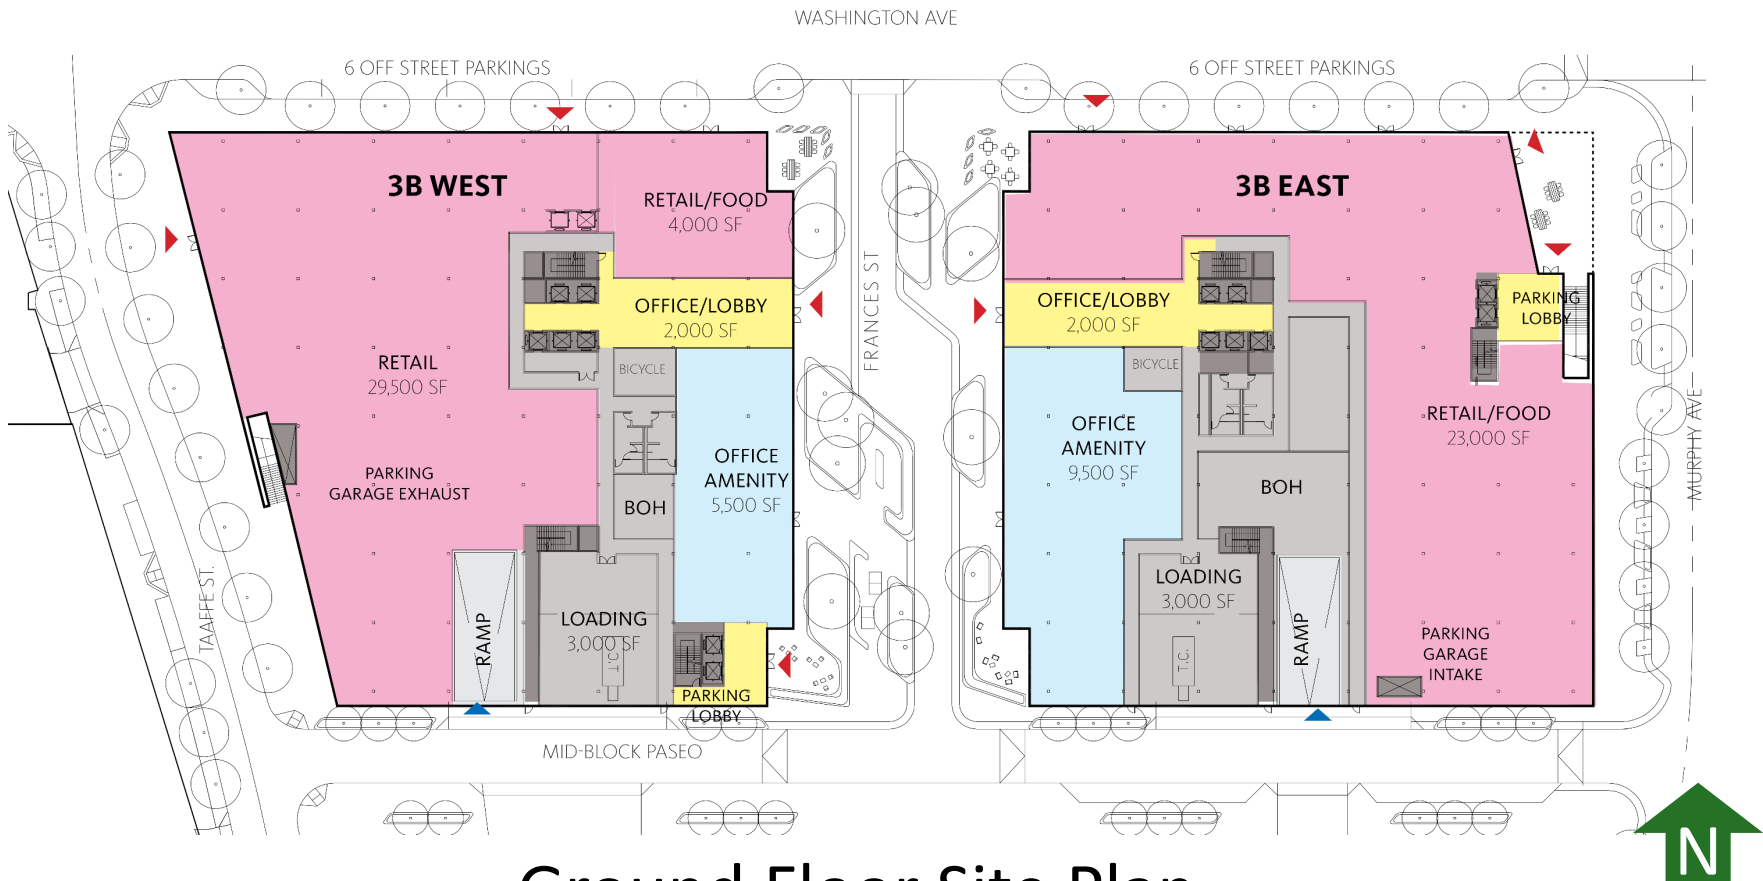 WASHINGTON AVE
6 OFF STREET PARKINGS
6 OFF STREET PARKINGS
3B WEST
RETAIL/FOOD
4,000 SF
OFFICE/LOBBY
2,000 SF
RETAIL
29,500 SF
BICYCLE
PARKING
GARAGE EXHAUST
OFFICE
AMENITY
5,500 SF
BOH
RAMP
LOADING
3,000 SF
T.C.
PARKING
LOBBY
TAAFFE ST.
FRANCES ST
3B EAST
OFFICE/LOBBY
2,000 SF
PARKING
LOBBY
BICYCLE
OFFICE
AMENITY
9,500 SF
RETAIL/FOOD
23,000 SF
BOH
LOADING
3,000 SF
T.C.
RAMP
PARKING
GARAGE
INTAKE
MURPHY AVE
MID-BLOCK PASEO
N
Ground Floor Site Plan